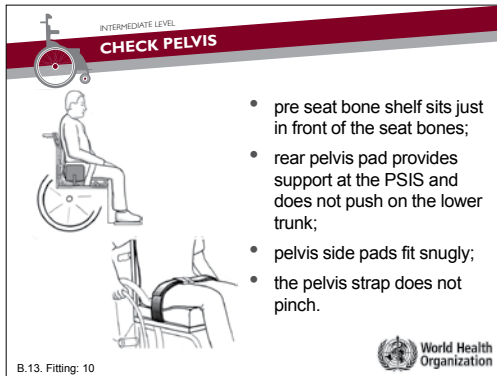 INTERMEDIATE LEVEL
CHECK PELVIS
• pre seat bone shelf sits just
in front of the seat bones;
• rear pelvis pad provides
support at the PSIS and
does not push on the lower
trunk;
• pelvis side pads fit snugly;
• the pelvis strap does not
pinch.
B.13. Fitting: 10
World Health
Organization